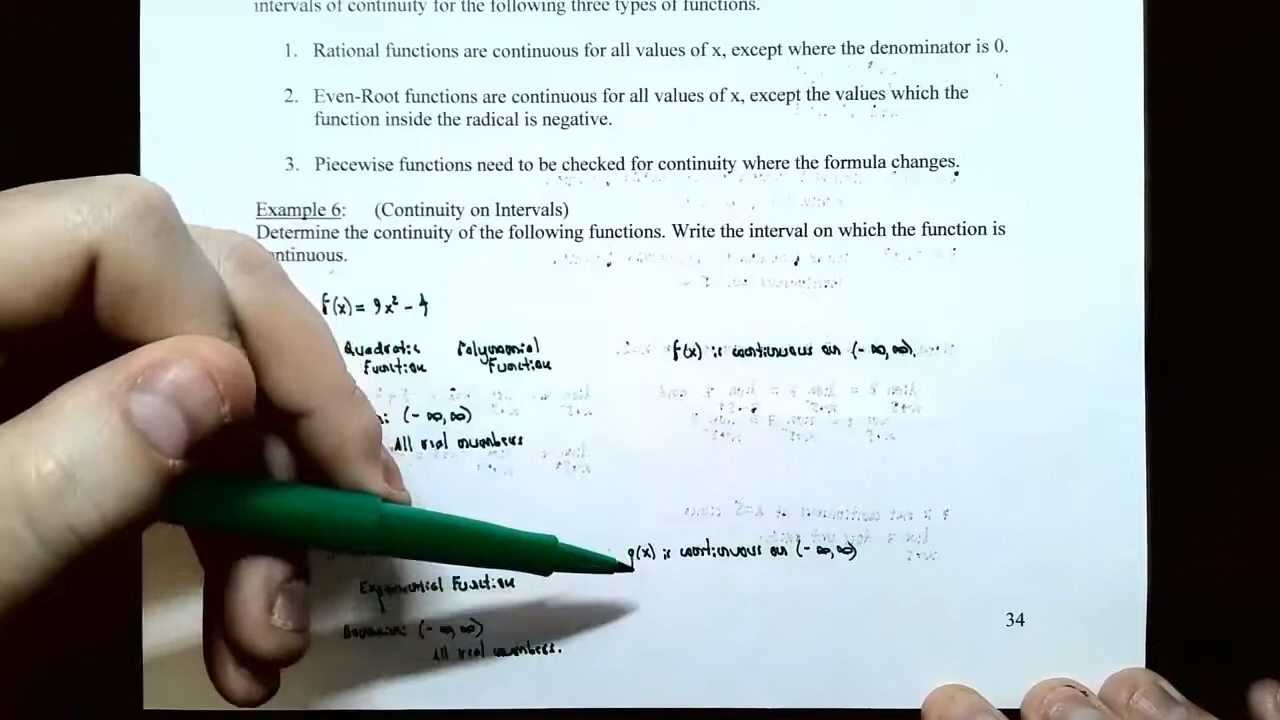 intervals of continuity for the following three types of functions.
1. Rational functions are continuous for all values of x, except where the denominator is 0.
2. Even-Root functions are continuous for all values of x, except the values which the
function inside the radical is negative.
3. Piecewise functions need to be checked for continuity where the formula changes.
Example 6: (Continuity on Intervals)
Determine the continuity of the following functions. Write the interval on which the function is
ntinuous.
f(x) = 9x² - 4
Quadratic Polynomial
Function Function
f(x) is continuous on (-∞,∞).
: (-∞,∞)
All real numbers
g(x) is continuous on (-∞,∞)
Exponential Function
Domain: (-∞,∞)
All real numbers.
34